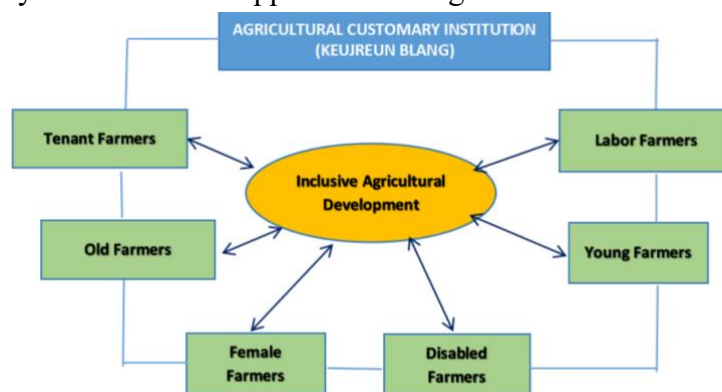 AGRICULTURAL CUSTOMARY INSTITUTION
(KEUJREUN BLANG)
Tenant Farmers
Labor Farmers
Inclusive Agricultural
Development
Old Farmers
Young Farmers
Female
Farmers
Disabled
Farmers